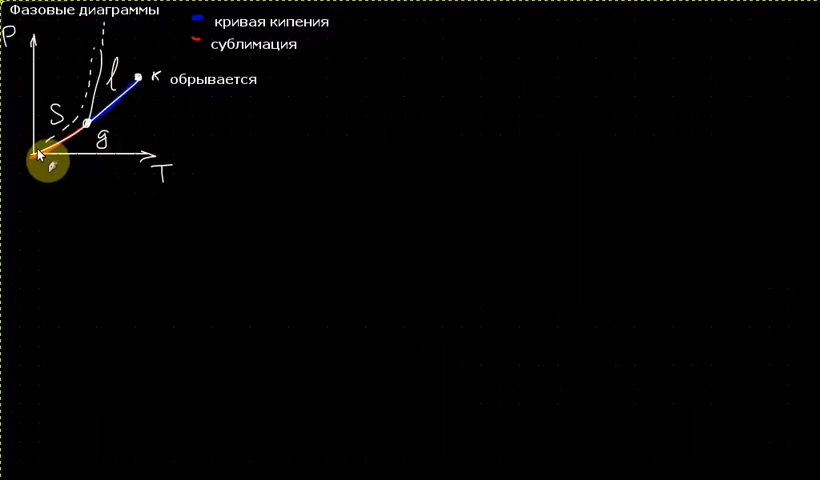 Фазовые диаграммы
кривая кипения
сублимация
P
l
K обрывается
S
g
T